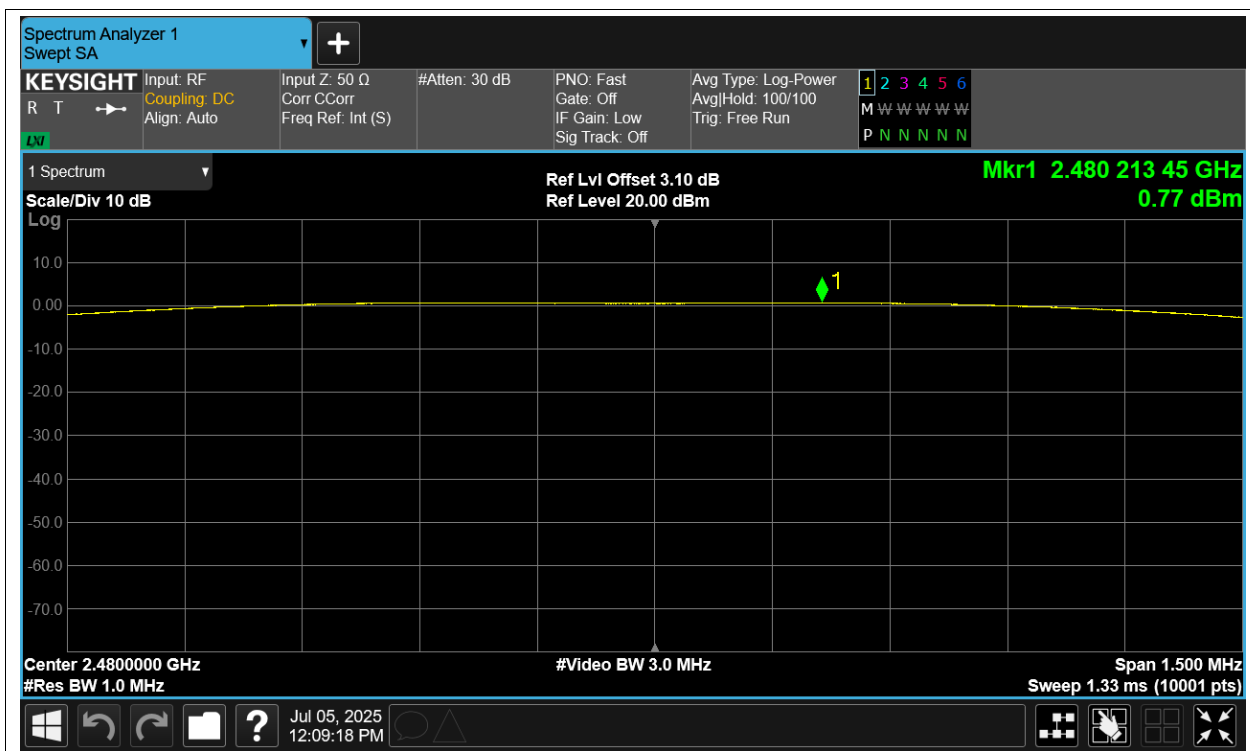 Spectrum Analyzer 1
Swept SA
KEYSIGHT
R T
LXI
Input: RF
Coupling: DC
Align: Auto
Input Z: 50 Ω
Corr CCorr
Freq Ref: Int (S)
#Atten: 30 dB
PNO: Fast
Gate: Off
IF Gain: Low
Sig Track: Off
Avg Type: Log-Power
Avg|Hold: 100/100
Trig: Free Run
1 2 3 4 5 6
M W W W W W
P N N N N N
1 Spectrum
Scale/Div 10 dB
Ref Lvl Offset 3.10 dB
Ref Level 20.00 dBm
Mkr1 2.480 213 45 GHz
0.77 dBm
Log
10.0
0.00
-10.0
-20.0
-30.0
-40.0
-50.0
-60.0
-70.0
1
Center 2.4800000 GHz
#Res BW 1.0 MHz
#Video BW 3.0 MHz
Span 1.500 MHz
Sweep 1.33 ms (10001 pts)
?
Jul 05, 2025
12:09:18 PM